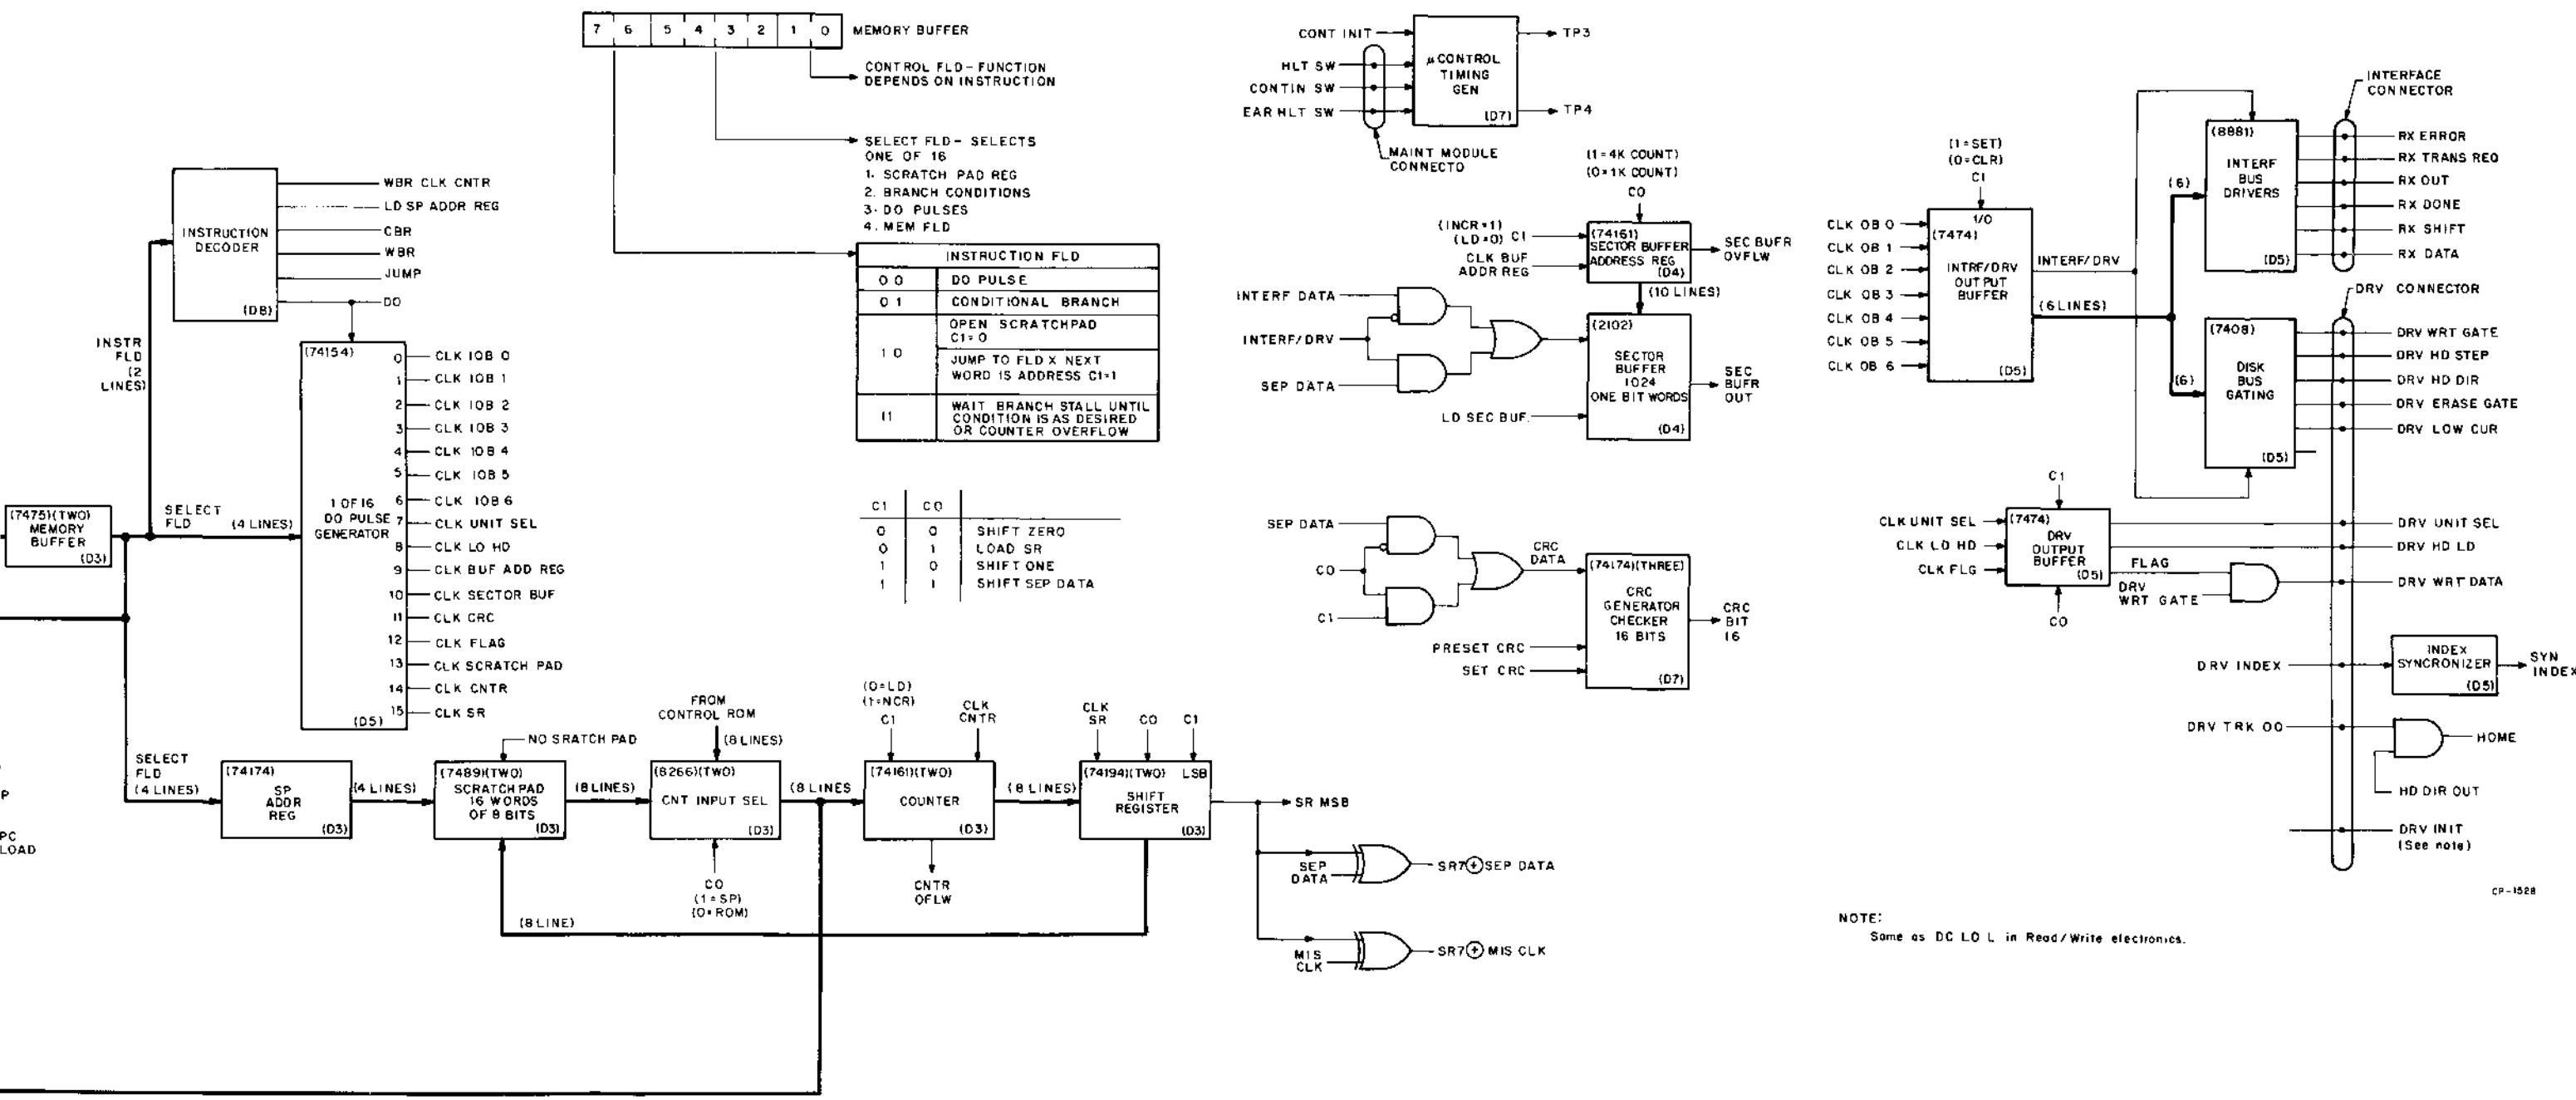 7 6 5 4 3 2 1 0 MEMORY BUFFER
CONTROL FLD-FUNCTION
DEPENDS ON INSTRUCTION
SELECT FLD- SELECTS
ONE OF 16
1. SCRATCH PAD REG
2. BRANCH CONDITIONS
3. DO PULSES
4. MEM FLD
INSTRUCTION FLD
00 DO PULSE
01 CONDITIONAL BRANCH
10 OPEN SCRATCHPAD
C1=0
JUMP TO FLD X NEXT
WORD IS ADDRESS C1=1
11 WAIT BRANCH STALL UNTIL
CONDITION IS AS DESIRED
OR COUNTER OVERFLOW
INSTRUCTION
DECODER
(D8)
WBR CLK CNTR
LD SP ADDR REG
CBR
WBR
JUMP
DO
INSTR
FLD
(2
LINES)
(7475)(TWO)
MEMORY
BUFFER
(D3)
SELECT
FLD (4 LINES)
(74154)
1 OF 16
DO PULSE
GENERATOR
(D5)
0 CLK IOB 0
1 CLK IOB 1
2 CLK IOB 2
3 CLK IOB 3
4 CLK IOB 4
5 CLK IOB 5
6 CLK IOB 6
7 CLK UNIT SEL
8 CLK LO HD
9 CLK BUF ADD REG
10 CLK SECTOR BUF
11 CLK CRC
12 CLK FLAG
13 CLK SCRATCH PAD
14 CLK CNTR
15 CLK SR
C1 C0
0 0 SHIFT ZERO
0 1 LOAD SR
1 0 SHIFT ONE
1 1 SHIFT SEP DATA
P
PC
LOAD
SELECT
FLD
(4 LINES)
(74174)
SP
ADDR
REG
(D3)
(4 LINES)
NO SRATCH PAD
(7489)(TWO)
SCRATCH PAD
16 WORDS
OF 8 BITS
(D3)
(8 LINES)
FROM
CONTROL ROM
(8 LINES)
(8266)(TWO)
CNT INPUT SEL
(D3)
C0
(1=SP)
(0=ROM)
(8 LINES
(0=LD)
(1=NCR)
C1
CLK
CNTR
(74161)(TWO)
COUNTER
(D3)
CNTR
OFLW
(8 LINES)
CLK
SR C0 C1
(74194)(TWO) LSB
SHIFT
REGISTER
(D3)
(8 LINE)
SR MSB
SEP
DATA
SR7⊕SEP DATA
MIS
CLK
SR7⊕MIS CLK
CONT INIT
HLT SW
CONTIN SW
EAR HLT SW
μCONTROL
TIMING
GEN
(D7)
TP3
TP4
MAINT MODULE
CONNECTO
(1=4K COUNT)
(0=1K COUNT)
C0
(INCR=1)
(LD=0) C1
CLK BUF
ADDR REG
(74161)
SECTOR BUFFER
ADDRESS REG
(D4)
SEC BUFR
OVFLW
(10 LINES)
INTERF DATA
INTERF/DRV
SEP DATA
LD SEC BUF.
(2102)
SECTOR
BUFFER
1024
ONE BIT WORDS
(D4)
SEC
BUFR
OUT
SEP DATA
C0
C1
CRC
DATA
PRESET CRC
SET CRC
(74174)(THREE)
CRC
GENERATOR
CHECKER
16 BITS
(D7)
CRC
BIT
16
(1=SET)
(0=CLR)
C1
CLK OB 0
CLK OB 1
CLK OB 2
CLK OB 3
CLK OB 4
CLK OB 5
CLK OB 6
I/O
(7474)
INTRF/DRV
OUTPUT
BUFFER
(D5)
INTERF/DRV
(6 LINES)
(6)
(6)
(8881)
INTERF
BUS
DRIVERS
(D5)
INTERFACE
CONNECTOR
RX ERROR
RX TRANS REQ
RX OUT
RX DONE
RX SHIFT
RX DATA
DRV CONNECTOR
(7408)
DISK
BUS
GATING
(D5)
DRV WRT GATE
DRV HD STEP
DRV HD DIR
DRV ERASE GATE
DRV LOW CUR
C1
CLK UNIT SEL
CLK LD HD
CLK FLG
(7474)
DRV
OUTPUT
BUFFER
(D5)
C0
FLAG
DRV
WRT GATE
DRV UNIT SEL
DRV HD LD
DRV WRT DATA
DRV INDEX
INDEX
SYNCRONIZER
(D5)
SYN
INDEX
DRV TRK 00
HOME
HD DIR OUT
DRV INIT
(See note)
CP-1528
NOTE:
Same as DC LO L in Read/Write electronics.